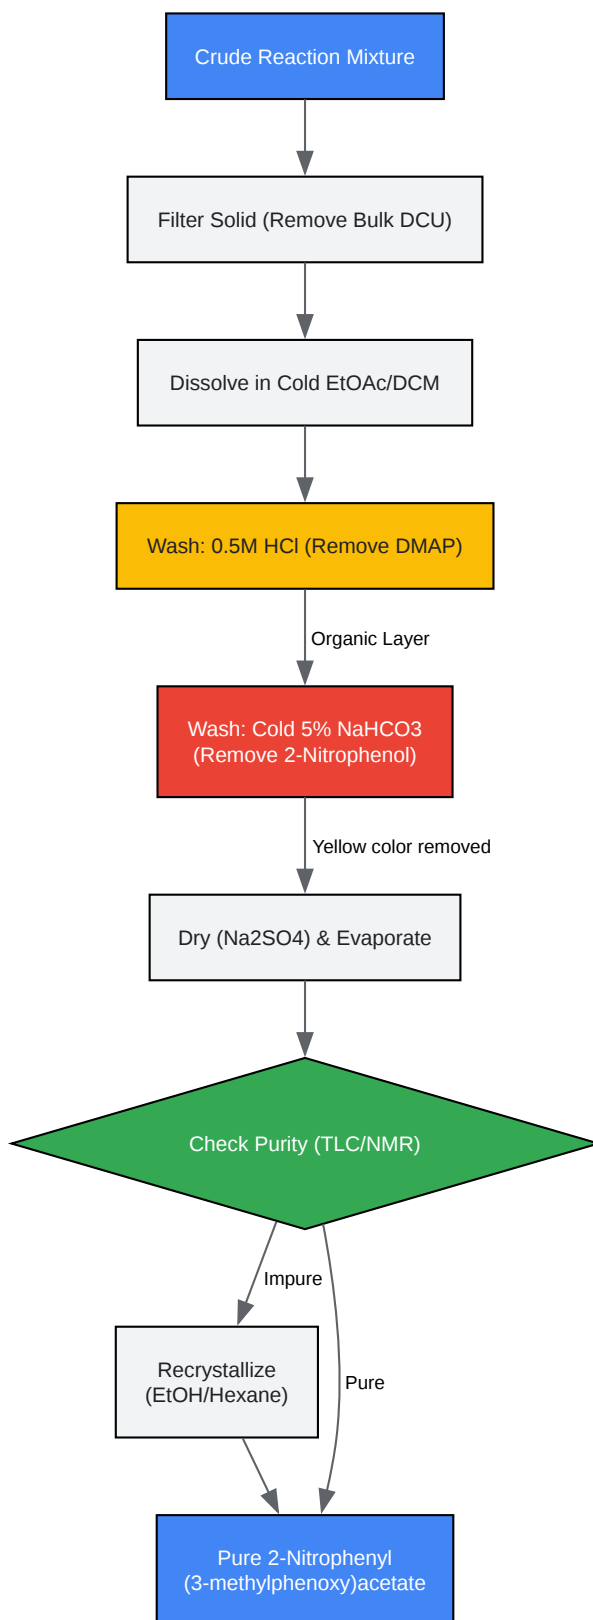 Crude Reaction Mixture
Filter Solid (Remove Bulk DCU)
Dissolve in Cold EtOAc/DCM
Wash: 0.5M HCl (Remove DMAP)
Organic Layer
Wash: Cold 5% NaHCO3
(Remove 2-Nitrophenol)
Yellow color removed
Dry (Na2SO4) & Evaporate
Check Purity (TLC/NMR)
Impure
Recrystallize
(EtOH/Hexane)
Pure
Pure 2-Nitrophenyl
(3-methylphenoxy)acetate